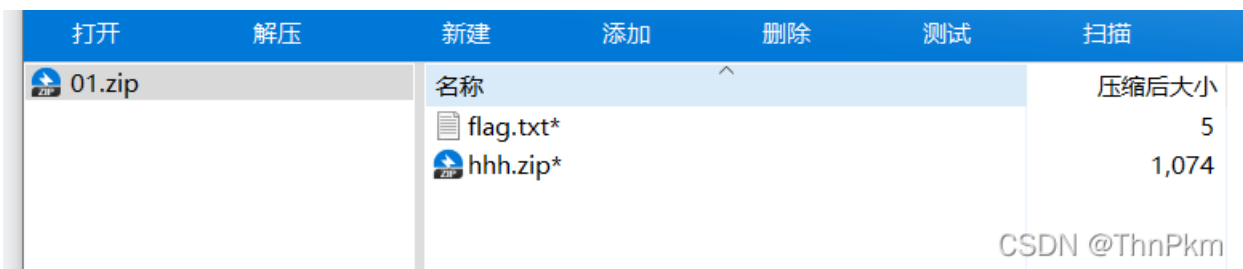 打开 解压 新建 添加 删除 测试 扫描
01.zip 名称 压缩后大小
flag.txt* 5
hhh.zip* 1,074
CSDN @ThnPkm